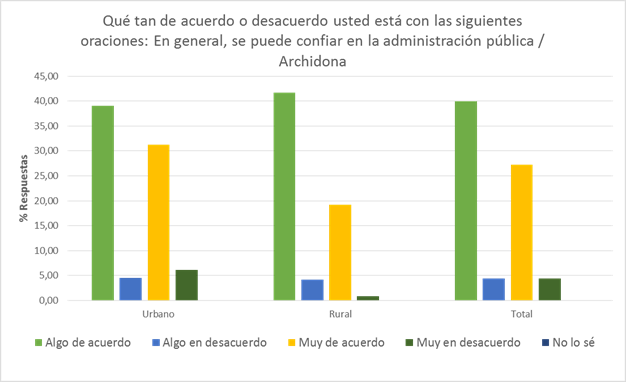 Qué tan de acuerdo o desacuerdo usted está con las siguientes
oraciones: En general, se puede confiar en la administración pública /
Archidona
45,00
40,00
35,00
30,00
25,00
20,00
15,00
10,00
5,00
0,00
% Respuestas
Urbano Rural Total
Algo de acuerdo Algo en desacuerdo Muy de acuerdo Muy en desacuerdo No lo sé